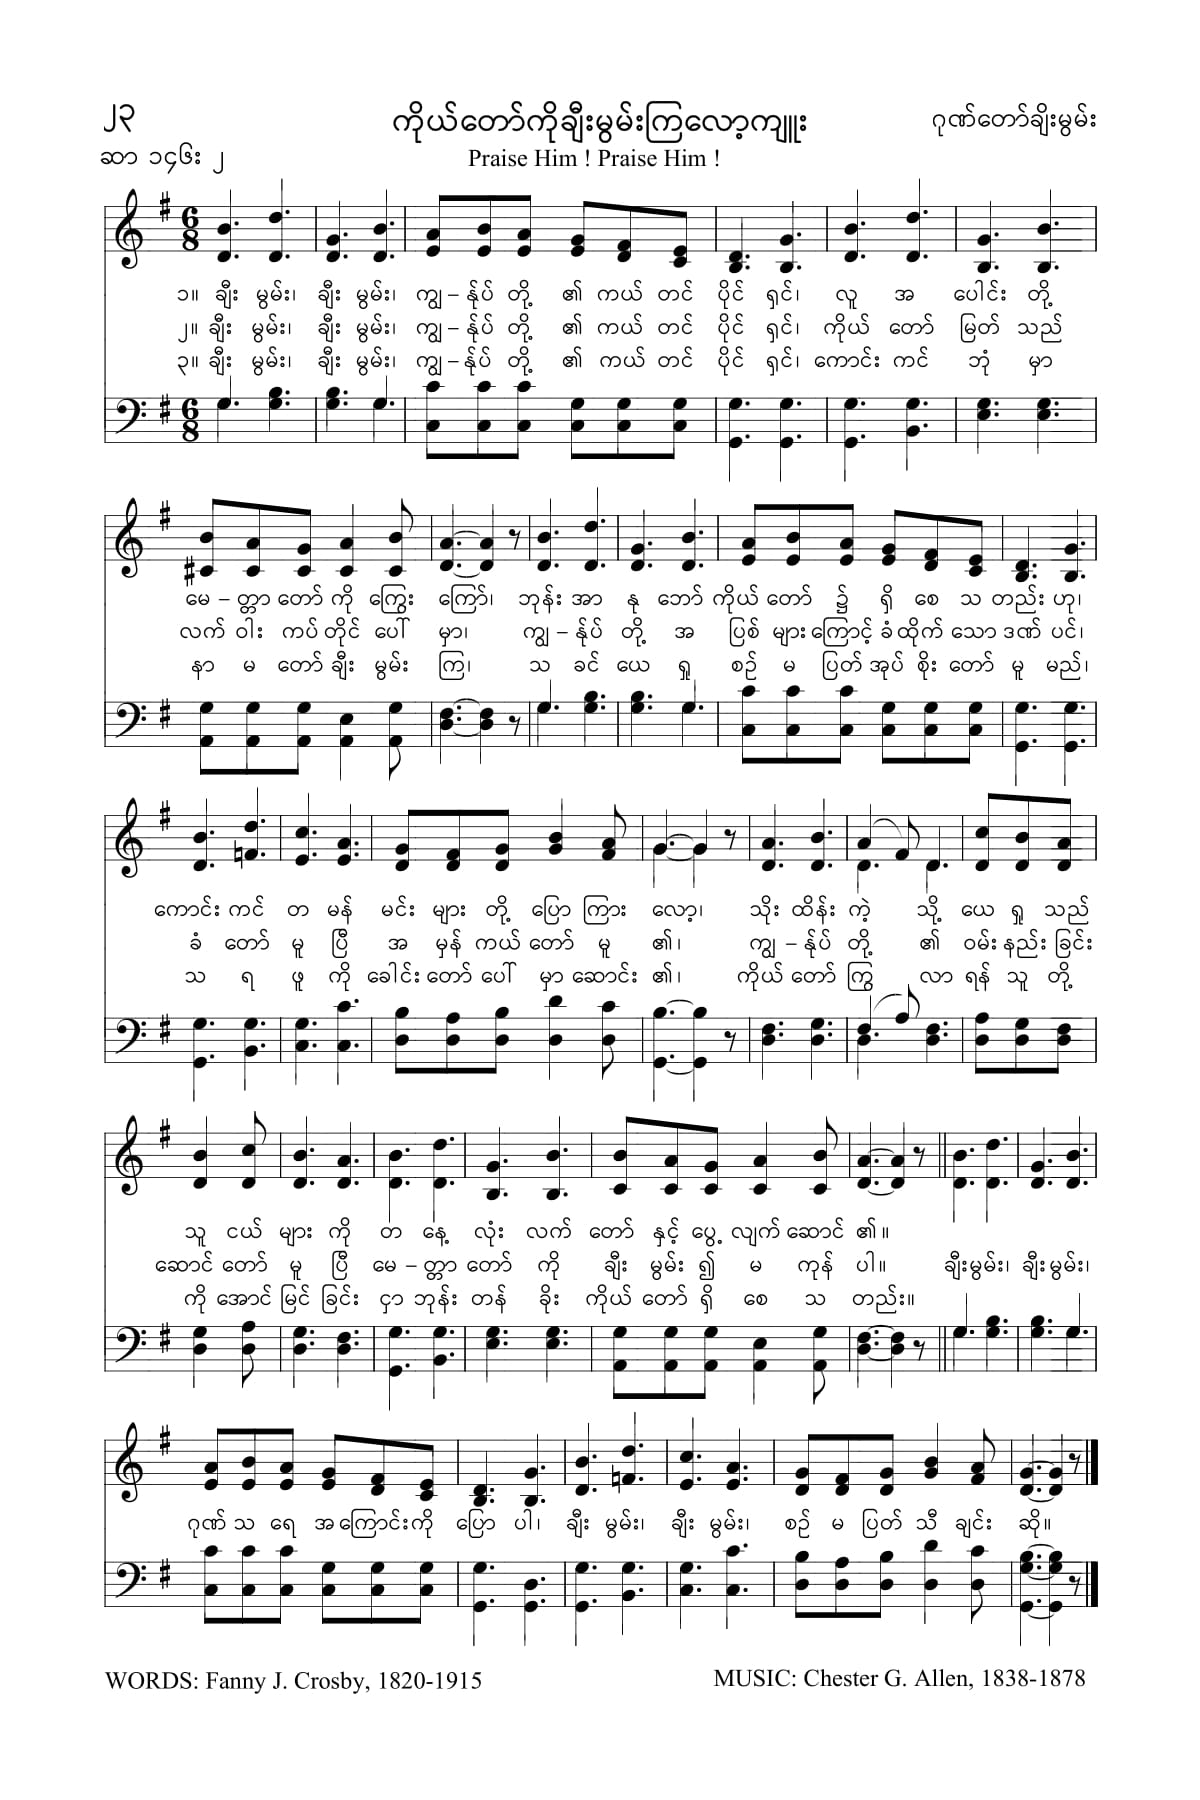 ၂၃
ကိုယ်တော်ကိုချီးမွမ်းကြလော့ကျူး
ဂုဏ်တော်ချီးမွမ်း
ဆာ ၁၄၆း ၂
Praise Him ! Praise Him !
6 8
၁။ ချီး မွမ်း၊ ချီး မွမ်း၊ ကျွ – န်ုပ် တို့ ၏ ကယ် တင် ပိုင် ရှင်၊ လူ အ ပေါင်း တို့
၂။ ချီး မွမ်း၊ ချီး မွမ်း၊ ကျွ – န်ုပ် တို့ ၏ ကယ် တင် ပိုင် ရှင်၊ ကိုယ် တော် မြတ် သည်
၃။ ချီး မွမ်း၊ ချီး မွမ်း၊ ကျွ – န်ုပ် တို့ ၏ ကယ် တင် ပိုင် ရှင်၊ ကောင်း ကင် ဘုံ မှာ
6 8
မေ – တ္တာ တော် ကို ကြွေး ကြော်၊ ဘုန်း အာ နု ဘော် ကိုယ် တော် ၌ ရှိ စေ သ တည်း ဟု၊
လက် ဝါး ကပ် တိုင် ပေါ် မှာ၊ ကျွ – န်ုပ် တို့ အ ပြစ် များ ကြောင့် ခံ ထိုက် သော ဒဏ် ပင်၊
နာ မ တော် ချီး မွမ်း ကြ၊ သ ခင် ယေ ရှု စဉ် မ ပြတ် အုပ် စိုး တော် မူ မည်၊
ကောင်း ကင် တ မန် မင်း များ တို့ ပြော ကြား လော့၊ သိုး ထိန်း ကဲ့ သို့ ယေ ရှု သည်
ခံ တော် မူ ပြီ အ မှန် ကယ် တော် မူ ၏၊ ကျွ – န်ုပ် တို့ ၏ ဝမ်း နည်း ခြင်း
သ ရ ဖူ ကို ခေါင်း တော် ပေါ် မှာ ဆောင်း ၏၊ ကိုယ် တော် ကြွ လာ ရန် သူ တို့
သူ ငယ် များ ကို တ နေ့ လုံး လက် တော် နှင့် ပွေ့ လျက် ဆောင် ၏။
ဆောင် တော် မူ ပြီ မေ – တ္တာ တော် ကို ချီး မွမ်း ၍ မ ကုန် ပါ။ ချီးမွမ်း၊ ချီးမွမ်း၊
ကို အောင် မြင် ခြင်း ငှာ ဘုန်း တန် ခိုး ကိုယ် တော် ရှိ စေ သ တည်း။
ဂုဏ် သ ရေ အကြောင်းကို ပြော ပါ၊ ချီး မွမ်း၊ ချီး မွမ်း၊ စဉ် မ ပြတ် သီ ချင်း ဆို။
WORDS: Fanny J. Crosby, 1820-1915
MUSIC: Chester G. Allen, 1838-1878